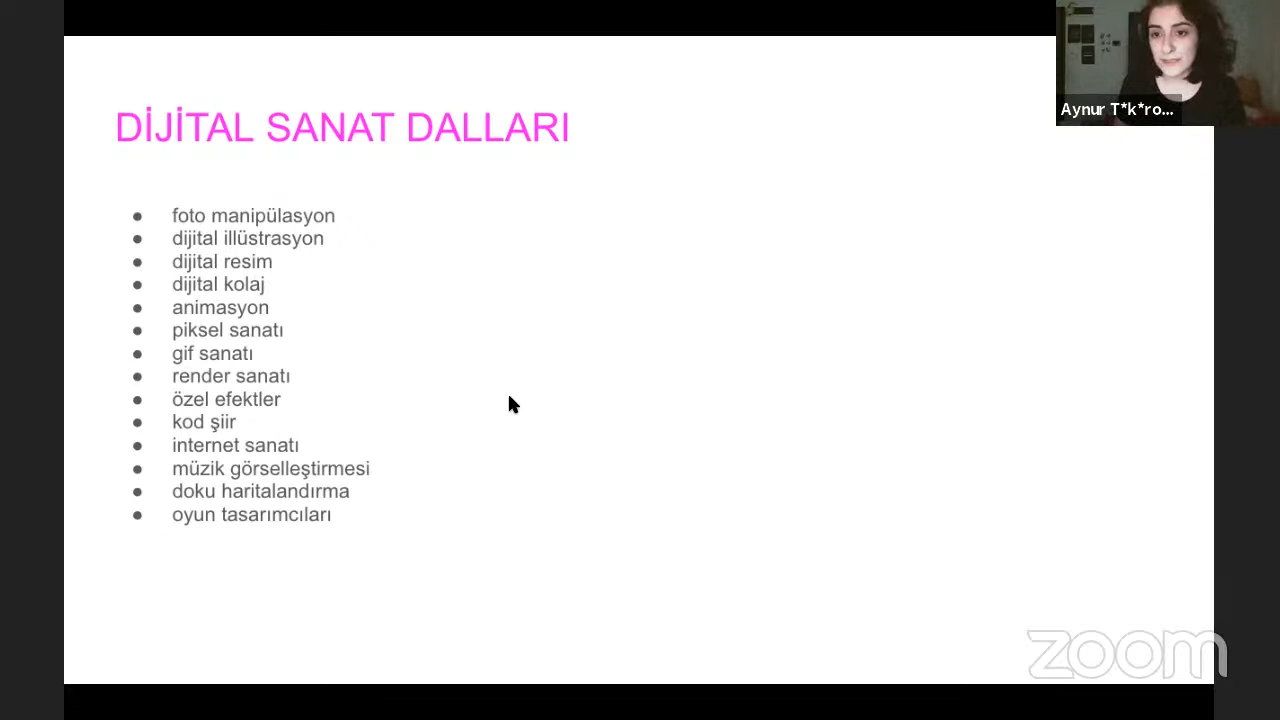 DİJİTAL SANAT DALLARI
Aynur T*k*ro...
● foto manipülasyon
● dijital illüstrasyon
● dijital resim
● dijital kolaj
● animasyon
● piksel sanatı
● gif sanatı
● render sanatı
● özel efektler
● kod şiir
● internet sanatı
● müzik görselleştirmesi
● doku haritalandırma
● oyun tasarımcıları
zoom